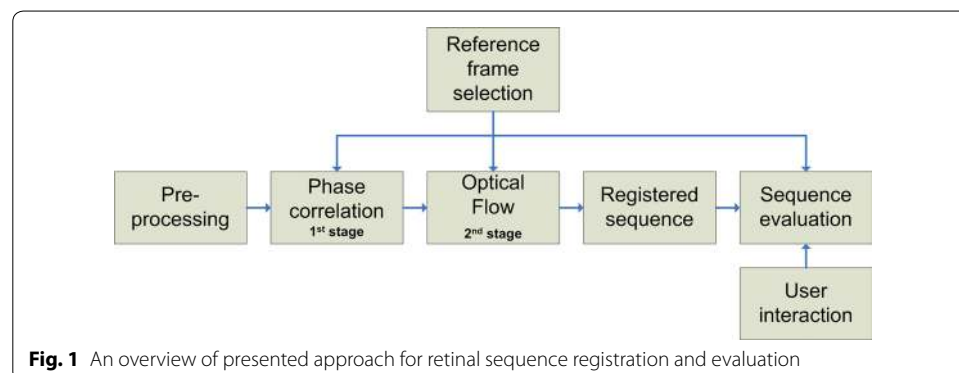 Reference
frame
selection
Pre-
processing
Phase
correlation
1st stage
Optical
Flow
2nd stage
Registered
sequence
Sequence
evaluation
User
interaction
Fig. 1 An overview of presented approach for retinal sequence registration and evaluation